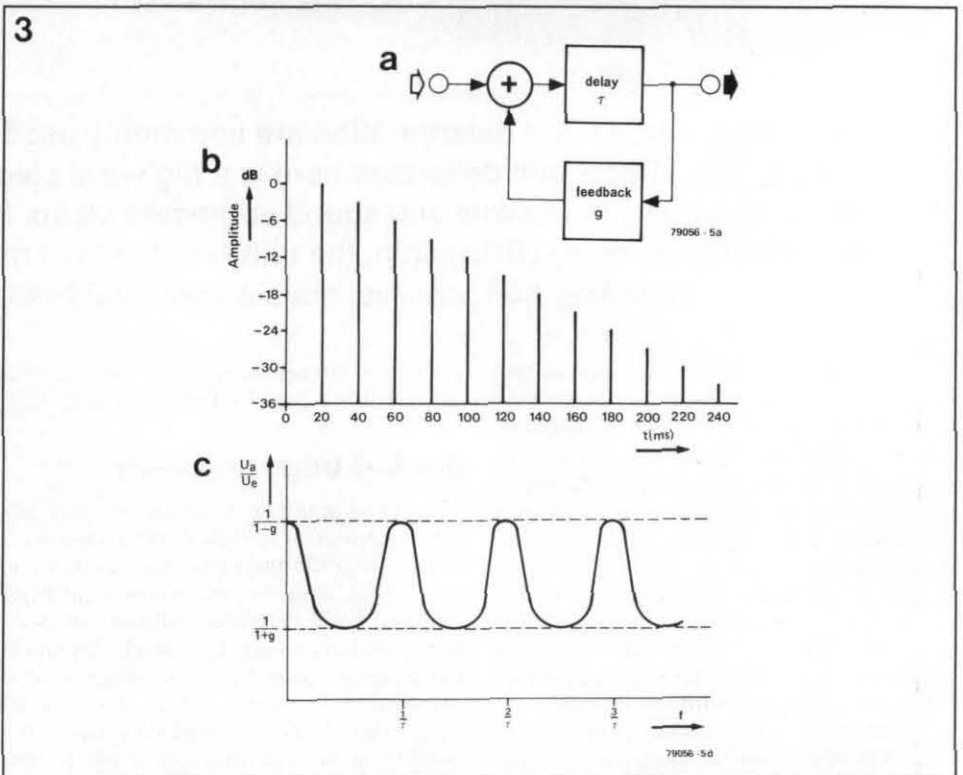 3
a
+
delay
τ
feedback
g
79056 - 5a
b
dB
Amplitude
0
-6
-12
-18
-24
-30
-36
0 20 40 60 80 100 120 140 160 180 200 220 240
t(ms)
c
Ua
Ue
1
1-g
1+g
1 2 3
τ τ τ
f
79056 - 5d